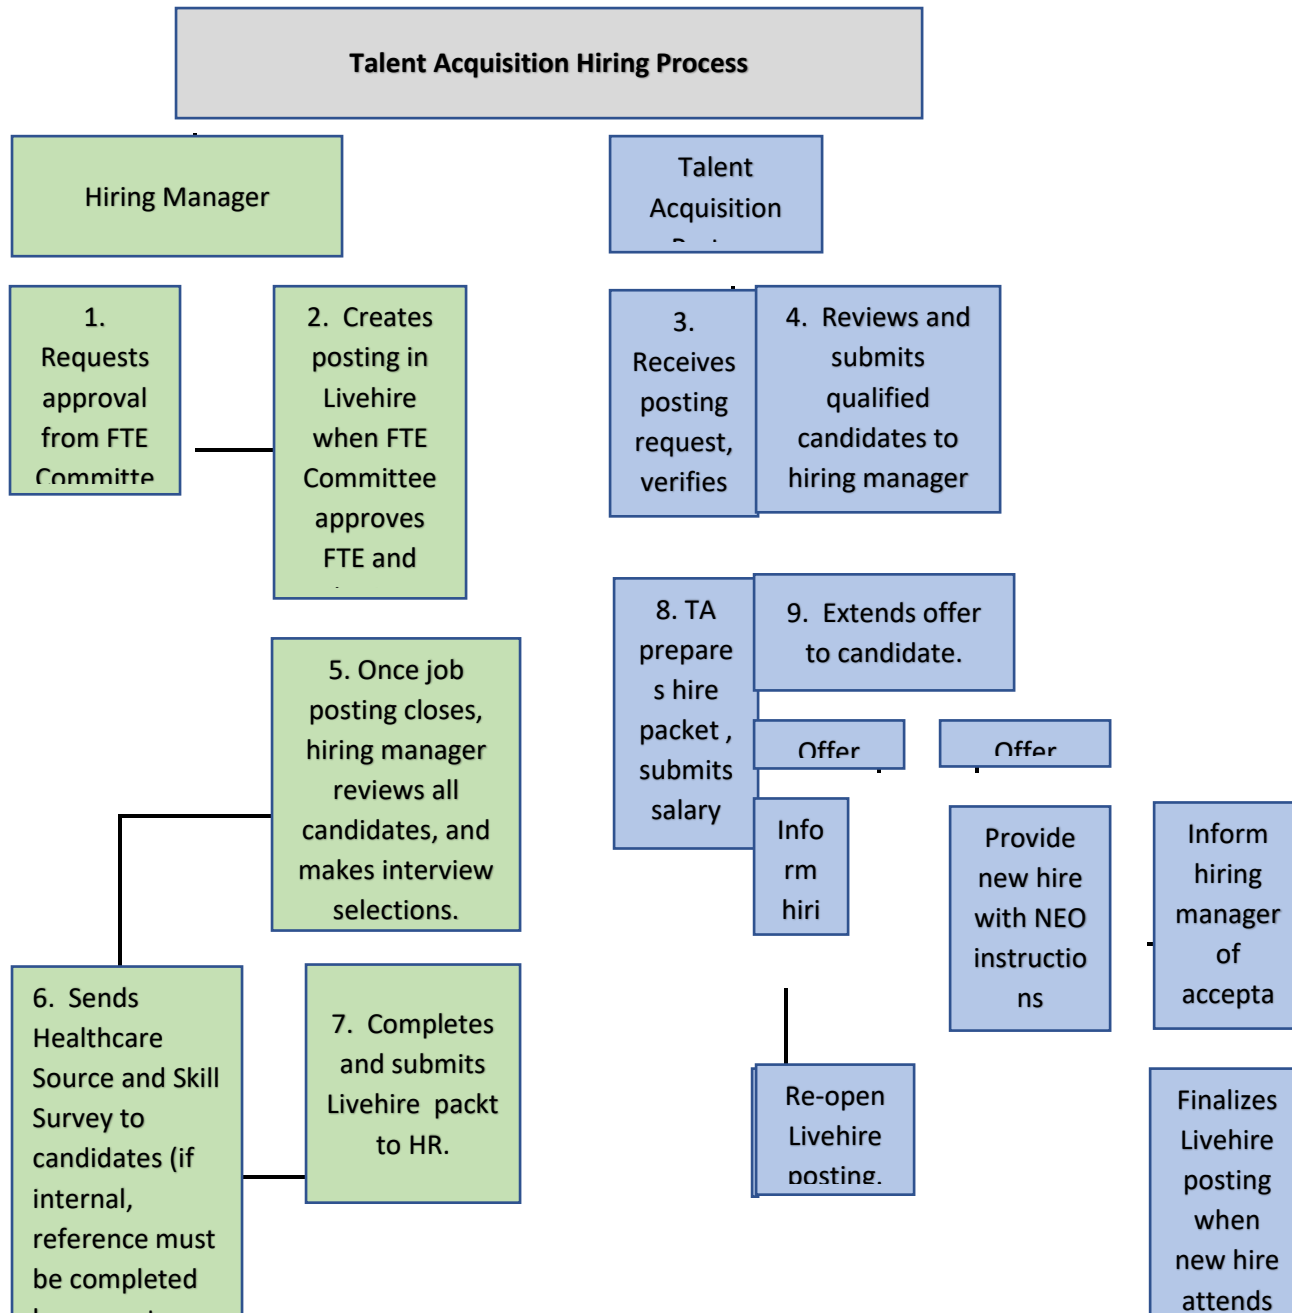 Talent Acquisition Hiring Process
Hiring Manager
Talent
Acquisition
1.
Requests
approval
from FTE
Committe
2.  Creates
posting in
Livehire
when FTE
Committee
approves
FTE and
3.
Receives
posting
request,
verifies
4.  Reviews and
submits
qualified
candidates to
hiring manager
5. Once job
posting closes,
hiring manager
reviews all
candidates, and
makes interview
selections.
6.  Sends
Healthcare
Source and Skill
Survey to
candidates (if
internal,
reference must
be completed
7.  Completes
and submits
Livehire  packt
to HR.
8. TA
prepare
s hire
packet ,
submits
salary
9.  Extends offer
to candidate.
Offer
Offer
Info
rm
hiri
Provide
new hire
with NEO
instructio
ns
Inform
hiring
manager
of
accepta
Re-open
Livehire
posting.
Finalizes
Livehire
posting
when
new hire
attends